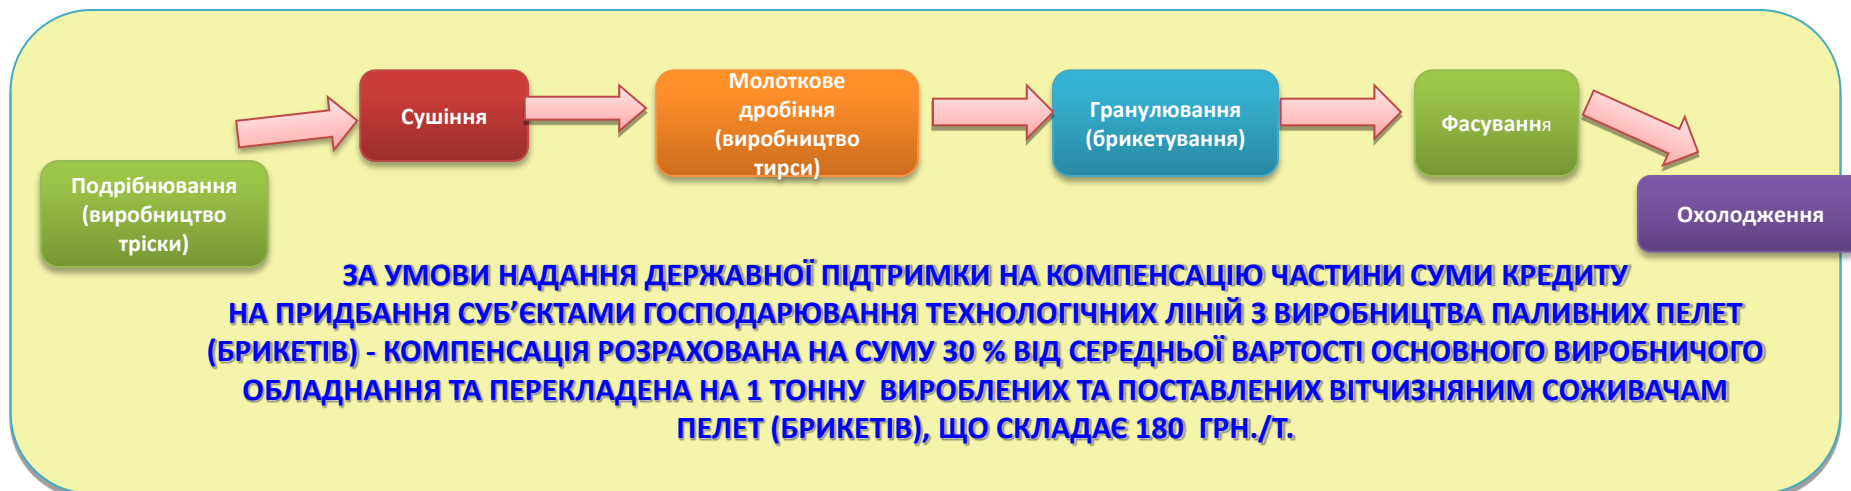 Подрібнювання
(виробництво
тріски)
Сушіння
Молоткове
дробіння
(виробництво
тирси)
Гранулювання
(брикетування)
Фасування
Охолодження
ЗА УМОВИ НАДАННЯ ДЕРЖАВНОЇ ПІДТРИМКИ НА КОМПЕНСАЦІЮ ЧАСТИНИ СУМИ КРЕДИТУ
НА ПРИДБАННЯ СУБ’ЄКТАМИ ГОСПОДАРЮВАННЯ ТЕХНОЛОГІЧНИХ ЛІНІЙ З ВИРОБНИЦТВА ПАЛИВНИХ ПЕЛЕТ
(БРИКЕТІВ) - КОМПЕНСАЦІЯ РОЗРАХОВАНА НА СУМУ 30 % ВІД СЕРЕДНЬОЇ ВАРТОСТІ ОСНОВНОГО ВИРОБНИЧОГО
ОБЛАДНАННЯ ТА ПЕРЕКЛАДЕНА НА 1 ТОННУ ВИРОБЛЕНИХ ТА ПОСТАВЛЕНИХ ВІТЧИЗНЯНИМ СОЖИВАЧАМ
ПЕЛЕТ (БРИКЕТІВ), ЩО СКЛАДАЄ 180 ГРН./Т.